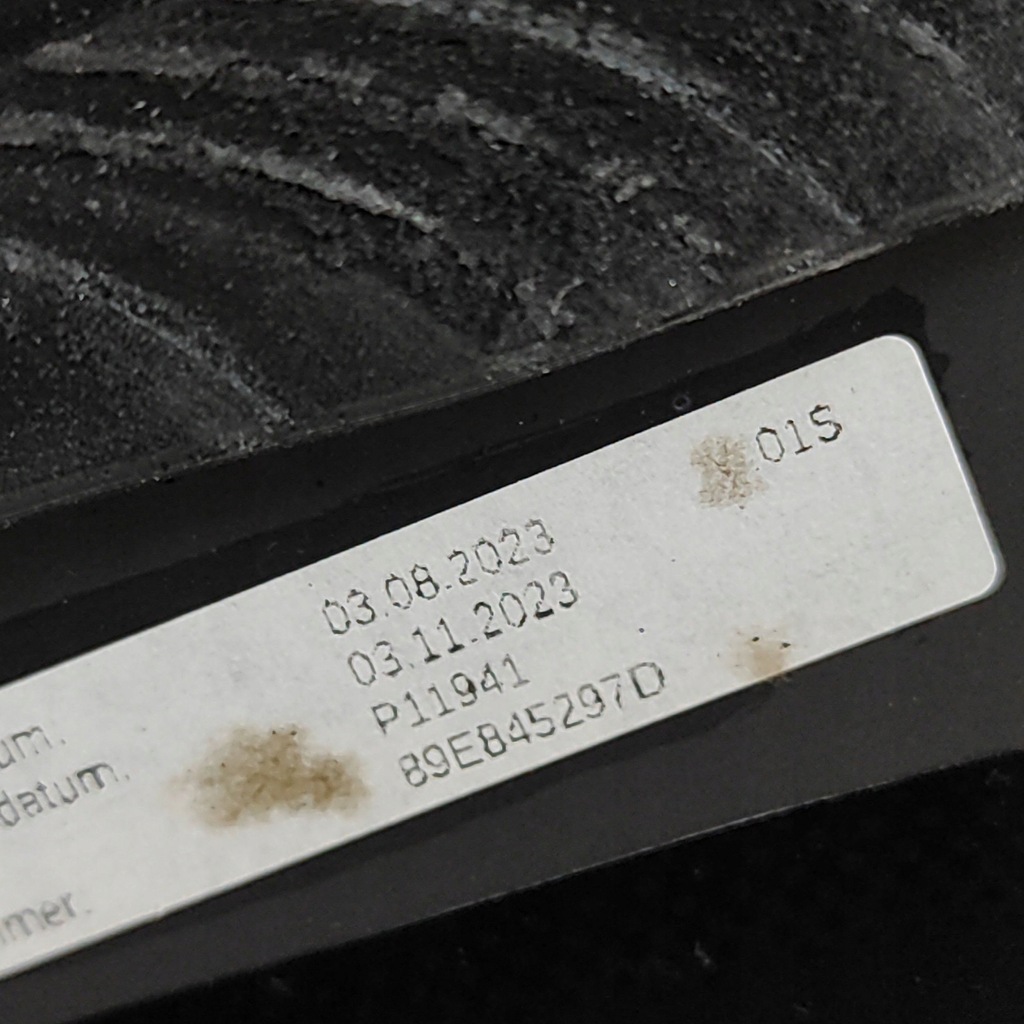 .01S
03.08.2023
um. 03.11.2023
datum. P11941
89E845297D
mer.